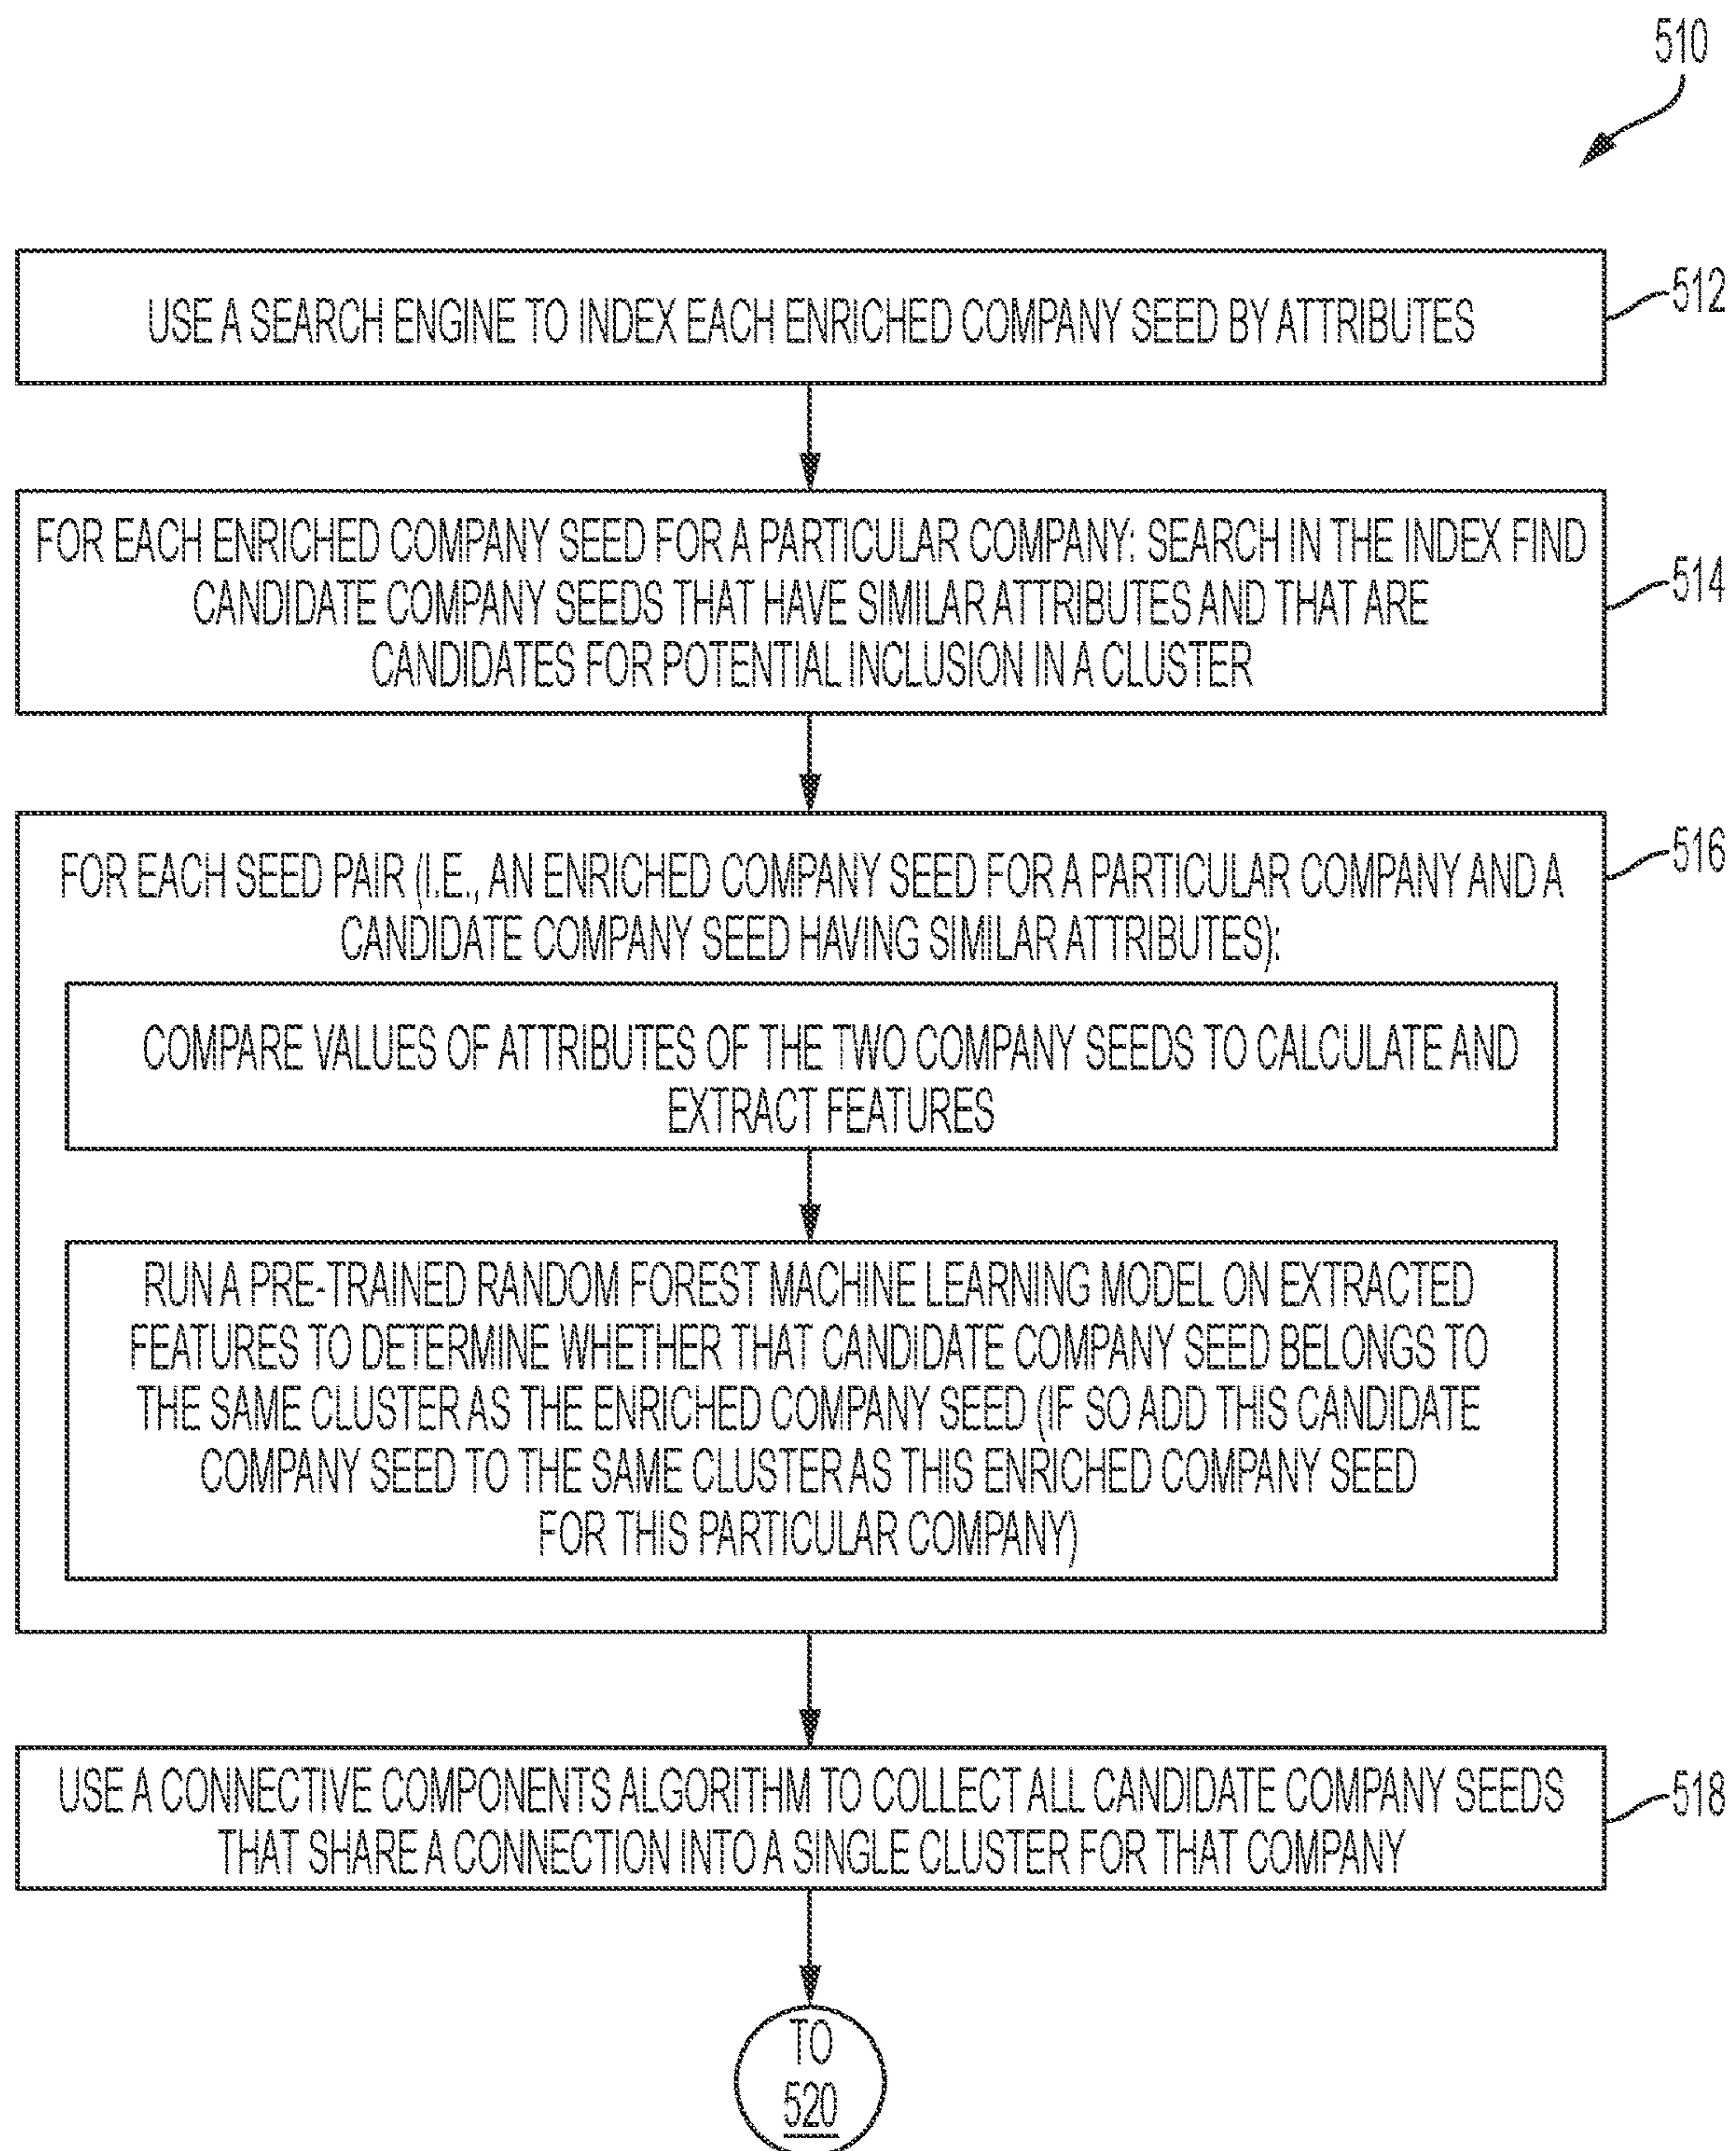 510
USE A SEARCH ENGINE TO INDEX EACH ENRICHED COMPANY SEED BY ATTRIBUTES
512
FOR EACH ENRICHED COMPANY SEED FOR A PARTICULAR COMPANY: SEARCH IN THE INDEX FIND
CANDIDATE COMPANY SEEDS THAT HAVE SIMILAR ATTRIBUTES AND THAT ARE
CANDIDATES FOR POTENTIAL INCLUSION IN A CLUSTER
514
FOR EACH SEED PAIR (I.E., AN ENRICHED COMPANY SEED FOR A PARTICULAR COMPANY AND A
CANDIDATE COMPANY SEED HAVING SIMILAR ATTRIBUTES):
516
COMPARE VALUES OF ATTRIBUTES OF THE TWO COMPANY SEEDS TO CALCULATE AND
EXTRACT FEATURES
RUN A PRE-TRAINED RANDOM FOREST MACHINE LEARNING MODEL ON EXTRACTED
FEATURES TO DETERMINE WHETHER THAT CANDIDATE COMPANY SEED BELONGS TO
THE SAME CLUSTER AS THE ENRICHED COMPANY SEED (IF SO ADD THIS CANDIDATE
COMPANY SEED TO THE SAME CLUSTER AS THIS ENRICHED COMPANY SEED
FOR THIS PARTICULAR COMPANY)
USE A CONNECTIVE COMPONENTS ALGORITHM TO COLLECT ALL CANDIDATE COMPANY SEEDS
THAT SHARE A CONNECTION INTO A SINGLE CLUSTER FOR THAT COMPANY
518
TO
520